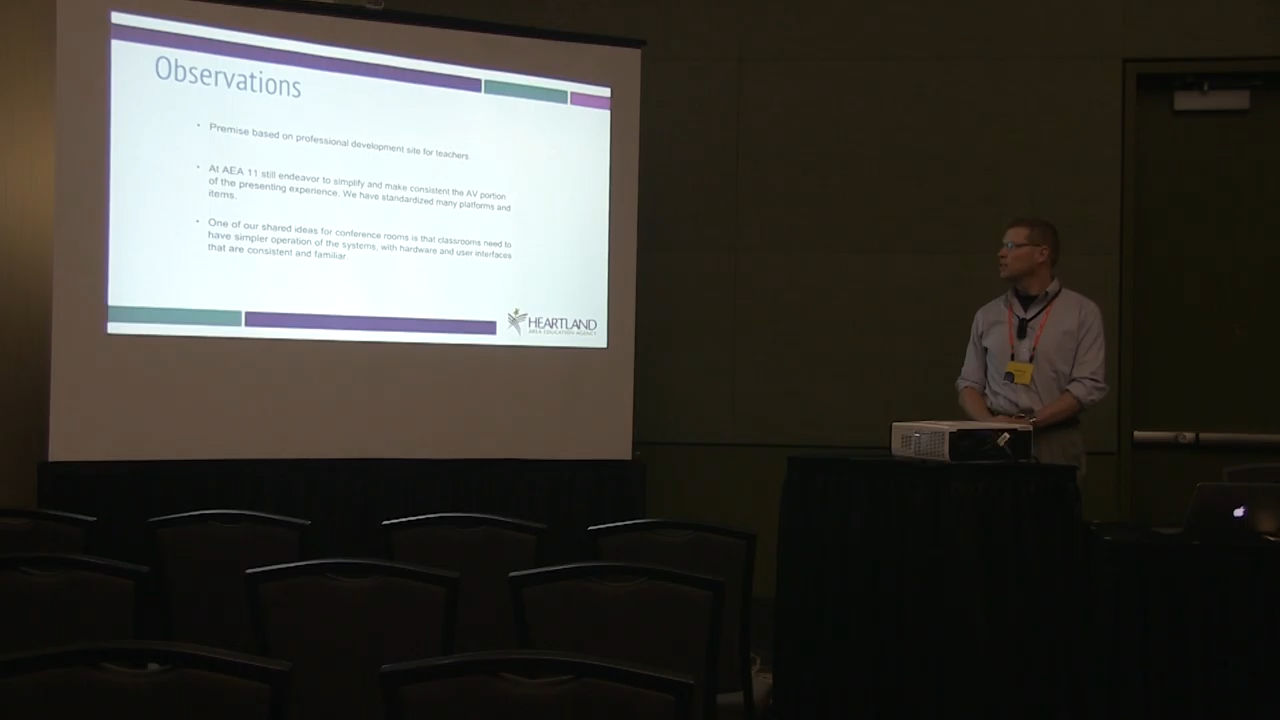 Observations
• Premise based on professional development site for teachers
• At AEA 11 still endeavor to simplify and make consistent the AV portion
of the presenting experience. We have standardized many platforms and
items.
• One of our shared ideas for conference rooms is that classrooms need to
have simpler operation of the systems, with hardware and user interfaces
that are consistent and familiar
HEARTLAND
AREA EDUCATION AGENCY